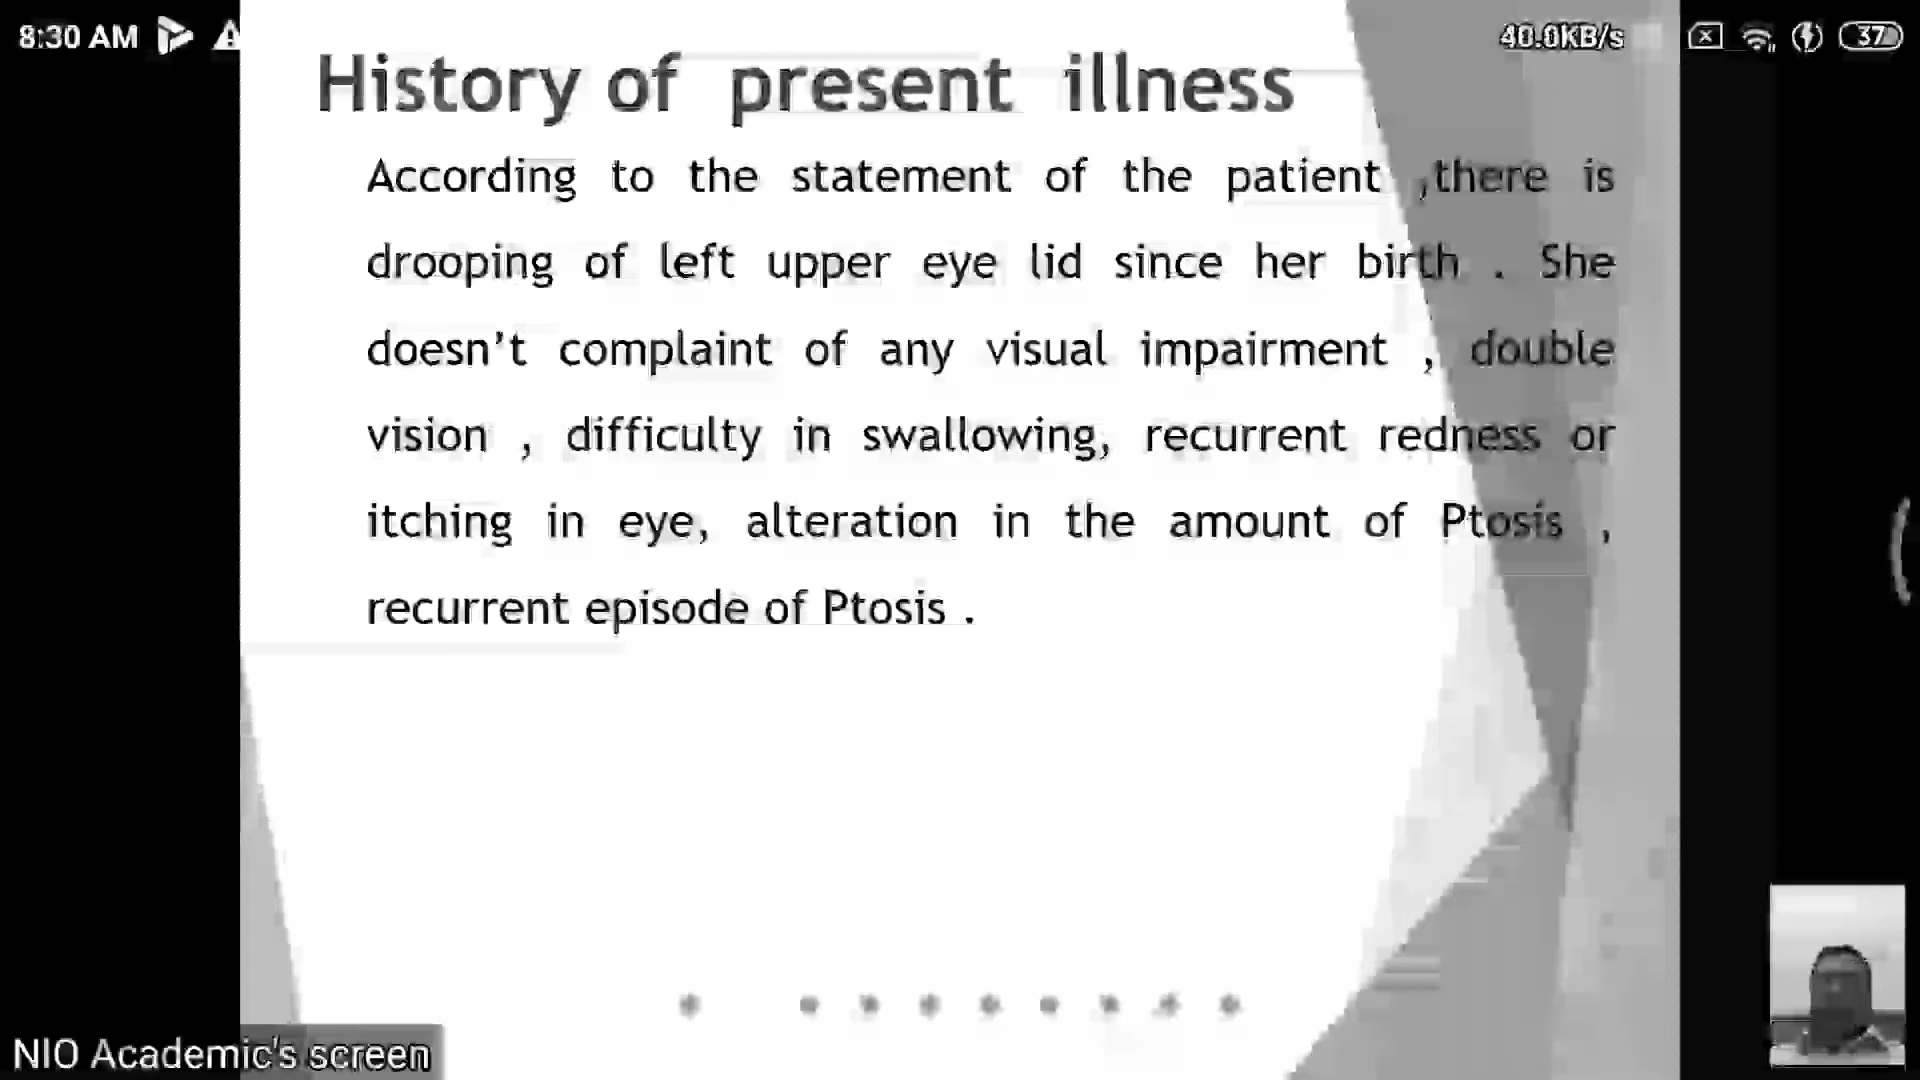 8:30 AM
40.0KB/s
37
History of present illness
According to the statement of the patient ,there is
drooping of left upper eye lid since her birth . She
doesn't complaint of any visual impairment , double
vision , difficulty in swallowing, recurrent redness or
itching in eye, alteration in the amount of Ptosis ,
recurrent episode of Ptosis .
NIO Academic's screen